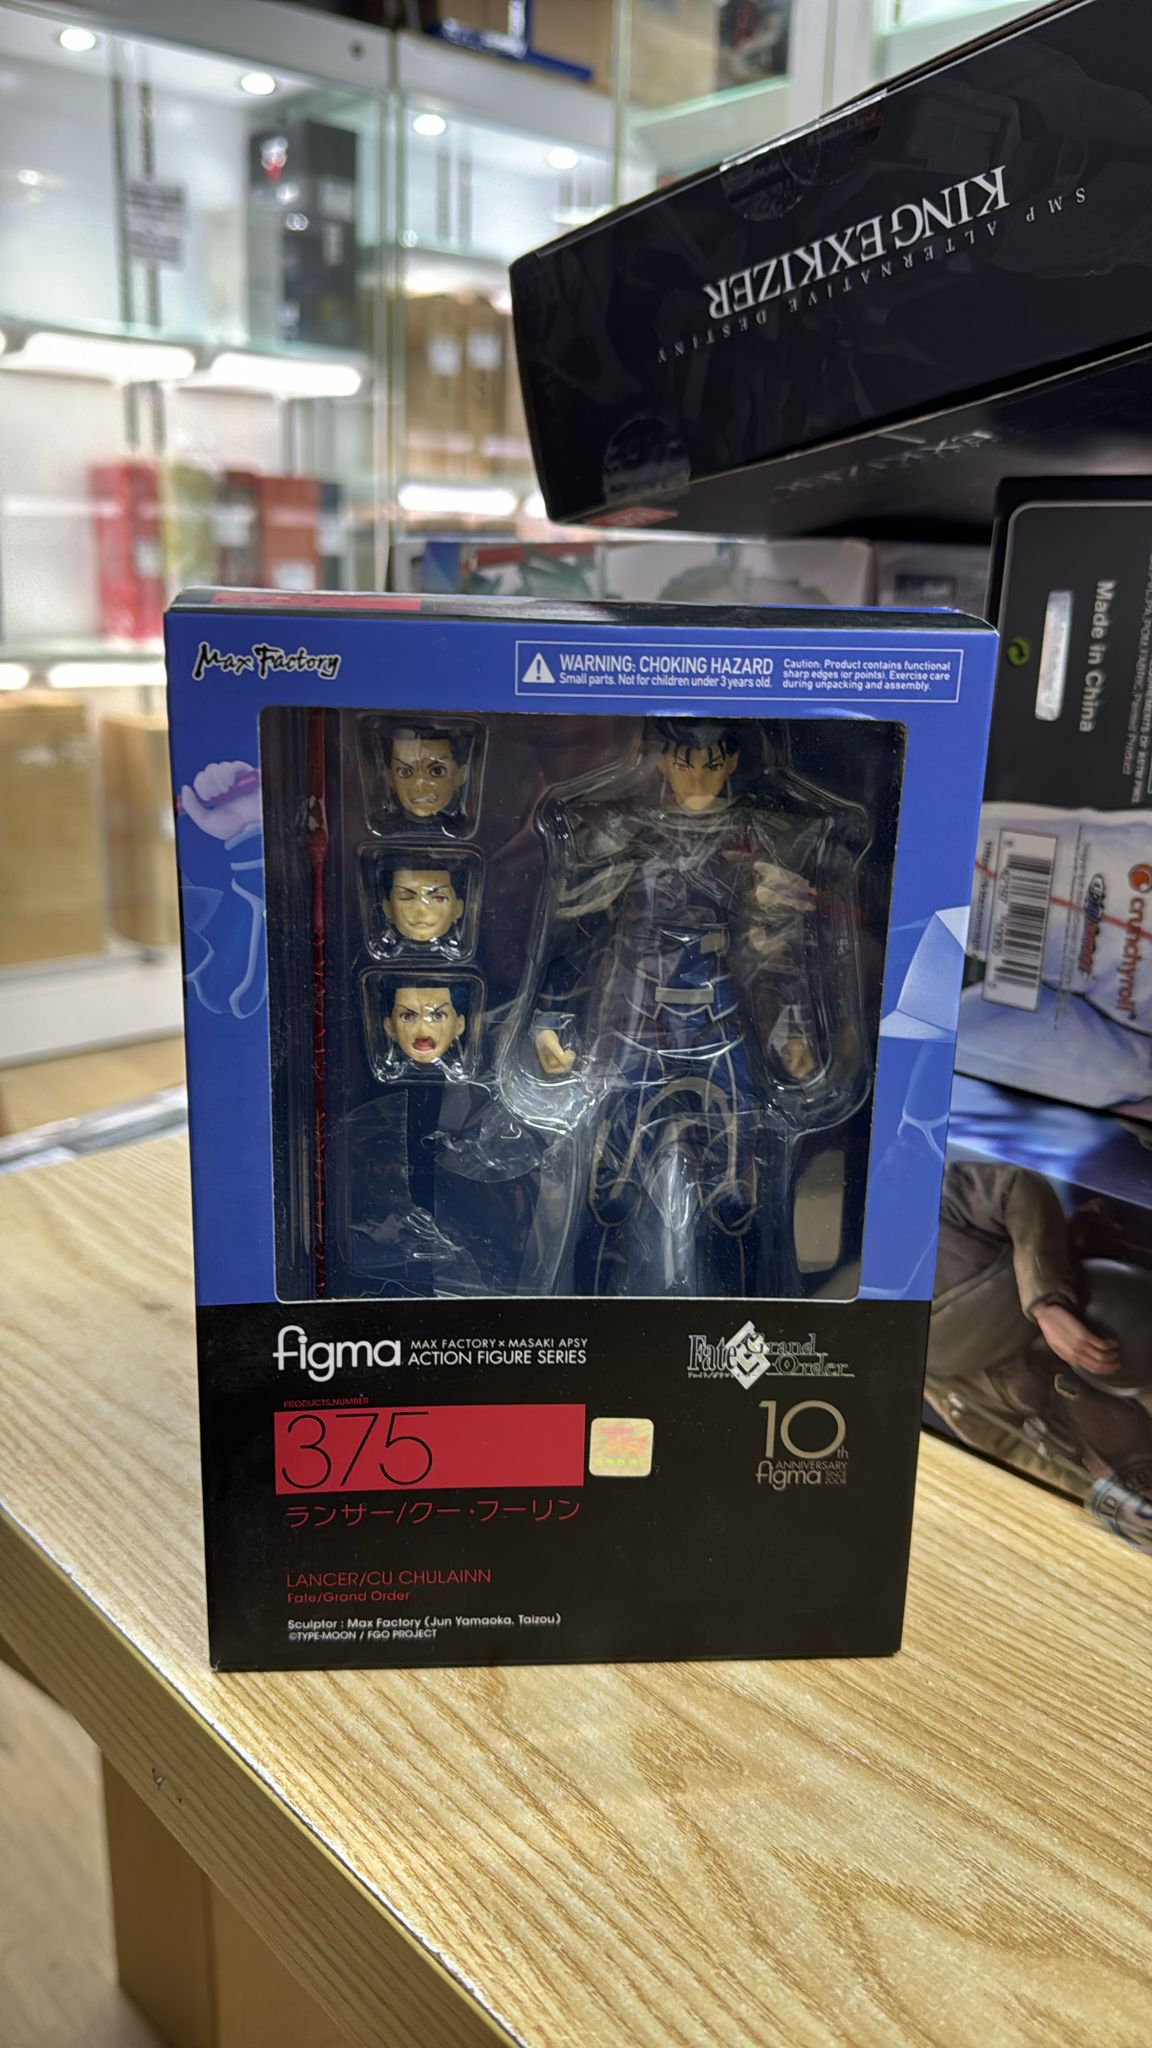 SMP ALTERNATIVE DESTINY
KINGEXKIZER
Made in China
crunchyroll
Max Factory
WARNING: CHOKING HAZARD
Small parts. Not for children under 3 years old.
Caution: Product contains functional
sharp edges (or points). Exercise care
during unpacking and assembly.
figma
MAX FACTORY × MASAKI APSY
ACTION FIGURE SERIES
Fate/Grand
Order
PRODUCTS.NUMBER
375
10th
ANNIVERSARY
figma SINCE 2008
ランサー/クー・フーリン
LANCER/CU CHULAINN
Fate/Grand Order
Sculptor : Max Factory (Jun Yamaoka, Taizou)
©TYPE-MOON / FGO PROJECT